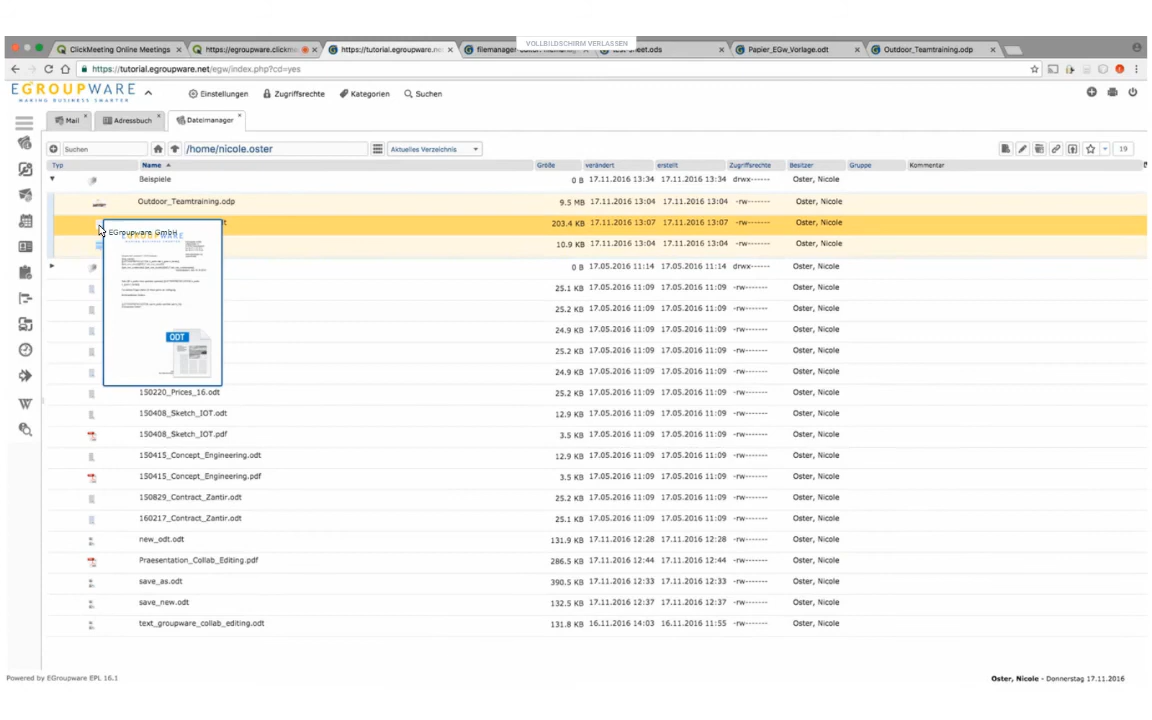 VOLLBILDSCHIRM VERLASSEN
ClickMeeting Online Meetings × https://egroupware.clickme × https://tutorial.egroupware.ne × filemanager × sheet.ods × Papier_EGw_Vorlage.odt × Outdoor_Teamtraining.odp ×
https://tutorial.egroupware.net/egw/index.php?cd=yes
EGROUPWARE Einstellungen Zugriffsrechte Kategorien Suchen
MAKING BUSINESS SMARTER
Mail × Adressbuch × Dateimanager ×
Suchen /home/nicole.oster Aktuelles Verzeichnis 19
Typ Name Größe verändert erstellt Zugriffsrechte Besitzer Gruppe Kommentar
Beispiele 0 B 17.11.2016 13:34 17.11.2016 13:34 drwx------ Oster, Nicole
Outdoor_Teamtraining.odp 9.5 MB 17.11.2016 13:04 17.11.2016 13:04 -rw------- Oster, Nicole
t 203.4 KB 17.11.2016 13:07 17.11.2016 13:07 -rw------- Oster, Nicole
EGroupware GmbH
EGROUPWARE
10.9 KB 17.11.2016 13:04 17.11.2016 13:04 -rw------- Oster, Nicole
0 B 17.05.2016 11:14 17.05.2016 11:14 drwx------ Oster, Nicole
25.1 KB 17.05.2016 11:09 17.05.2016 11:09 -rw------- Oster, Nicole
25.2 KB 17.05.2016 11:09 17.05.2016 11:09 -rw------- Oster, Nicole
24.9 KB 17.05.2016 11:09 17.05.2016 11:09 -rw------- Oster, Nicole
ODT
25.2 KB 17.05.2016 11:09 17.05.2016 11:09 -rw------- Oster, Nicole
24.9 KB 17.05.2016 11:09 17.05.2016 11:09 -rw------- Oster, Nicole
150220_Prices_16.odt 25.2 KB 17.05.2016 11:09 17.05.2016 11:09 -rw------- Oster, Nicole
150408_Sketch_IOT.odt 12.9 KB 17.05.2016 11:09 17.05.2016 11:09 -rw------- Oster, Nicole
150408_Sketch_IOT.pdf 3.5 KB 17.05.2016 11:09 17.05.2016 11:09 -rw------- Oster, Nicole
150415_Concept_Engineering.odt 12.9 KB 17.05.2016 11:09 17.05.2016 11:09 -rw------- Oster, Nicole
150415_Concept_Engineering.pdf 3.5 KB 17.05.2016 11:09 17.05.2016 11:09 -rw------- Oster, Nicole
150829_Contract_Zantir.odt 25.2 KB 17.05.2016 11:09 17.05.2016 11:09 -rw------- Oster, Nicole
160217_Contract_Zantir.odt 25.1 KB 17.05.2016 11:09 17.05.2016 11:09 -rw------- Oster, Nicole
new_odt.odt 131.9 KB 17.11.2016 12:28 17.11.2016 12:28 -rw------- Oster, Nicole
Praesentation_Collab_Editing.pdf 286.5 KB 17.11.2016 12:44 17.11.2016 12:44 -rw------- Oster, Nicole
save_as.odt 390.5 KB 17.11.2016 12:33 17.11.2016 12:33 -rw------- Oster, Nicole
save_new.odt 132.5 KB 17.11.2016 12:37 17.11.2016 12:37 -rw------- Oster, Nicole
text_groupware_collab_editing.odt 131.8 KB 16.11.2016 14:03 16.11.2016 11:55 -rw------- Oster, Nicole
Powered by EGroupware EPL 16.1 Oster, Nicole - Donnerstag 17.11.2016